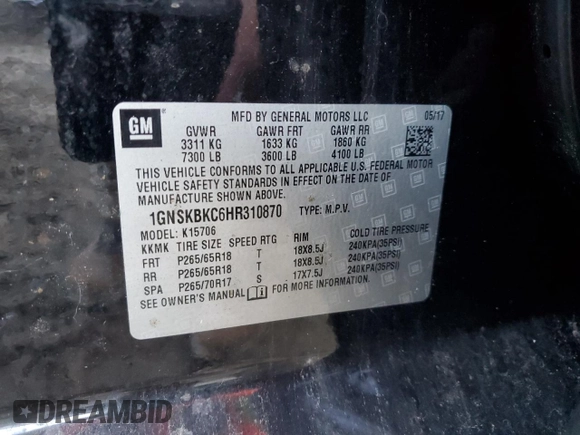 GM
MFD BY GENERAL MOTORS LLC
05/17
GVWR GAWR FRT GAWR RR
3311 KG 1633 KG 1860 KG
7300 LB 3600 LB 4100 LB
THIS VEHICLE CONFORMS TO ALL APPLICABLE U.S. FEDERAL MOTOR
VEHICLE SAFETY STANDARDS IN EFFECT ON THE DATE OF
MANUFACTURE SHOWN ABOVE.
1GNSKBKC6HR310870 TYPE: M.P.V.
MODEL: K15706
KKMK TIRE SIZE SPEED RTG RIM COLD TIRE PRESSURE
FRT P265/65R18 T 18X8.5J 240KPA(35PSI)
RR P265/65R18 T 18X8.5J 240KPA(35PSI)
SPA P265/70R17 S 17X7.5J 240KPA(35PSI)
SEE OWNER'S MANUAL FOR MORE INFORMATION.
DREAMBID